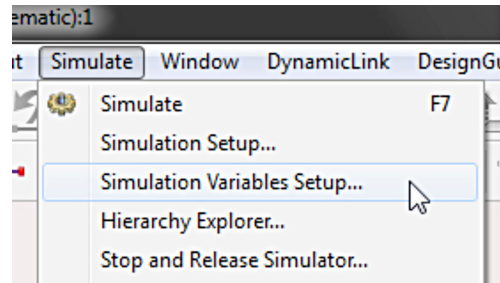 ematic):1
ut Simulate Window DynamicLink DesignGu
Simulate F7
Simulation Setup...
Simulation Variables Setup...
Hierarchy Explorer...
Stop and Release Simulator...